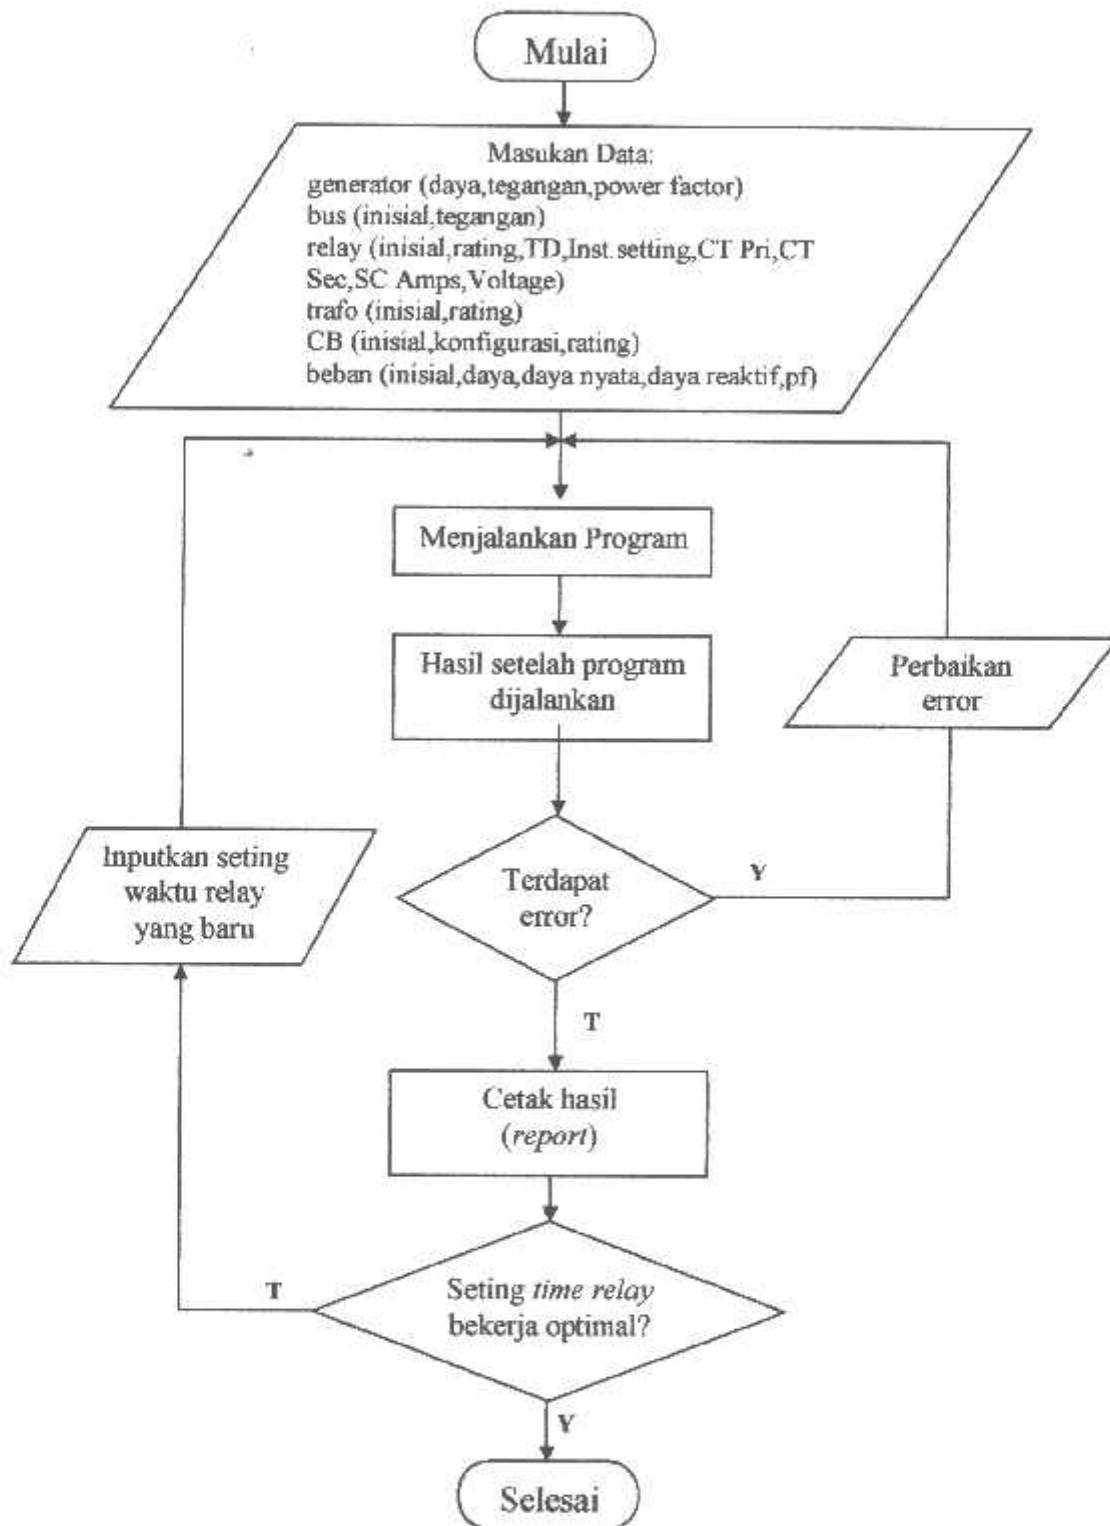 Mulai
Masukan Data:
generator (daya,tegangan,power factor)
bus (inisial,tegangan)
relay (inisial,rating,TD,Inst.setting,CT Pri,CT
Sec,SC Amps,Voltage)
trafo (inisial,rating)
CB (inisial,konfigurasi,rating)
beban (inisial,daya,daya nyata,daya reaktif,pf)
Menjalankan Program
Hasil setelah program
dijalankan
Perbaikan
error
Inputkan seting
waktu relay
yang baru
Terdapat
error?
Y
T
Cetak hasil
(report)
T
Seting time relay
bekerja optimal?
Y
Selesai